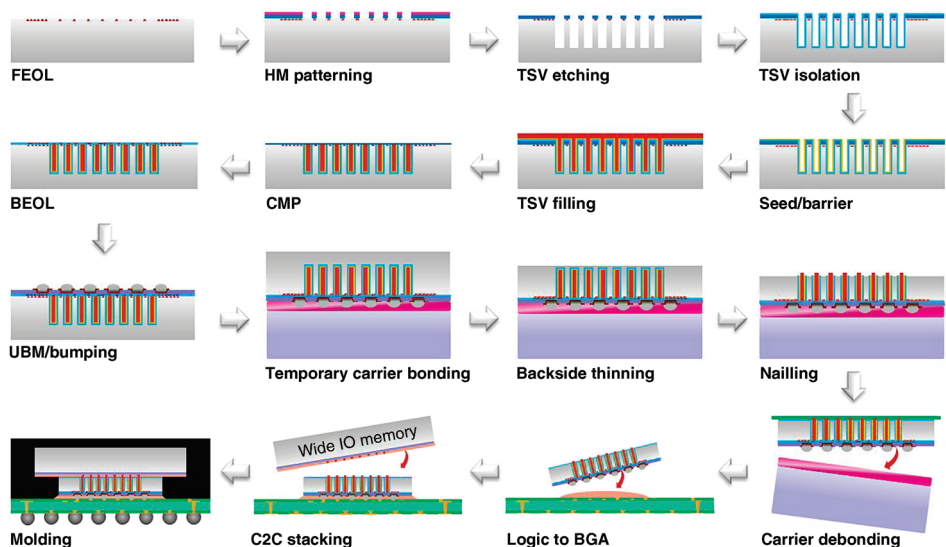 FEOL
HM patterning
TSV etching
TSV isolation
BEOL
CMP
TSV filling
Seed/barrier
UBM/bumping
Temporary carrier bonding
Backside thinning
Nailling
Wide IO memory
Molding
C2C stacking
Logic to BGA
Carrier debonding